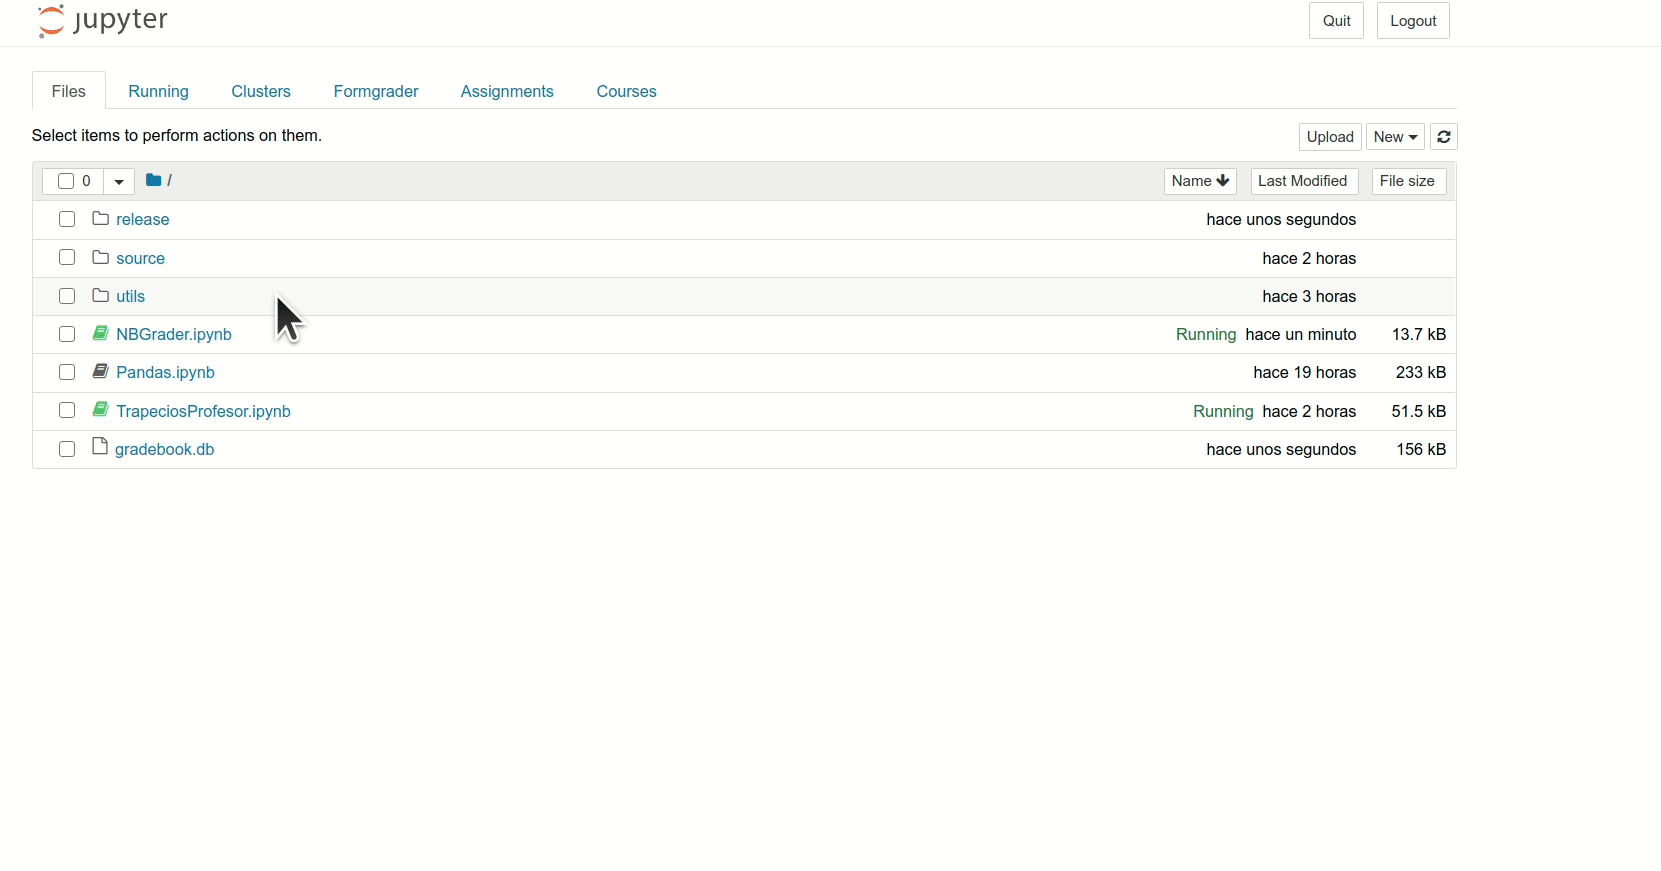 jupyter
Quit Logout
Files Running Clusters Formgrader Assignments Courses
Select items to perform actions on them.
Upload New
0 / Name Last Modified File size
release hace unos segundos
source hace 2 horas
utils hace 3 horas
NBGrader.ipynb Running hace un minuto 13.7 kB
Pandas.ipynb hace 19 horas 233 kB
TrapeciosProfesor.ipynb Running hace 2 horas 51.5 kB
gradebook.db hace unos segundos 156 kB